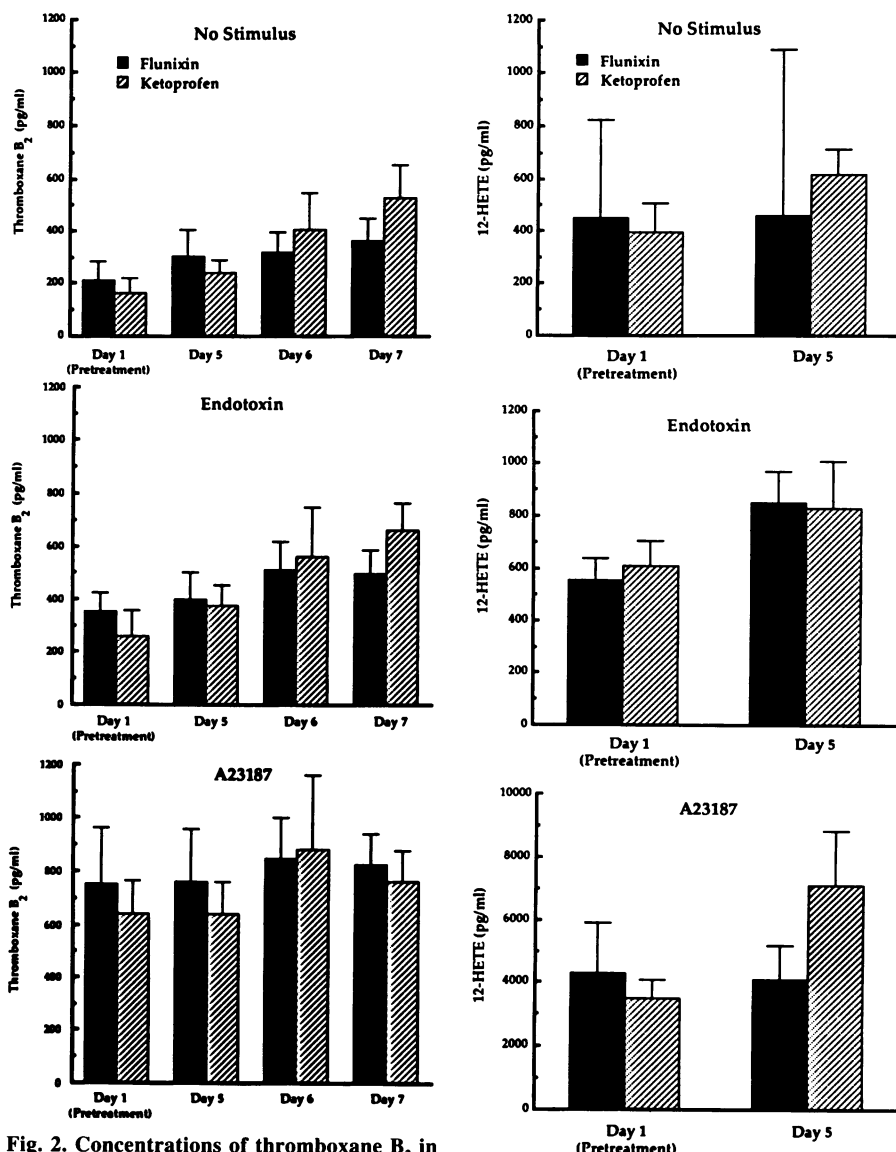 No Stimulus
Flunixin
Ketoprofen
Thromboxane B2 (pg/ml)
1200
1000
800
600
400
200
0
Day 1 Day 5 Day 6 Day 7
(Pretreatment)
Endotoxin
Thromboxane B2 (pg/ml)
1200
1000
800
600
400
200
0
Day 1 Day 5 Day 6 Day 7
(Pretreatment)
A23187
Thromboxane B2 (pg/ml)
1200
1000
800
600
400
200
0
Day 1 Day 5 Day 6 Day 7
(Pretreatment)
Fig. 2. Concentrations of thromboxane B2 in
No Stimulus
Flunixin
Ketoprofen
12-HETE (pg/ml)
1200
1000
800
600
400
200
0
Day 1 Day 5
(Pretreatment)
Endotoxin
12-HETE (pg/ml)
1200
1000
800
600
400
200
0
Day 1 Day 5
(Pretreatment)
A23187
12-HETE (pg/ml)
10000
8000
6000
4000
2000
0
Day 1 Day 5
(Pretreatment)